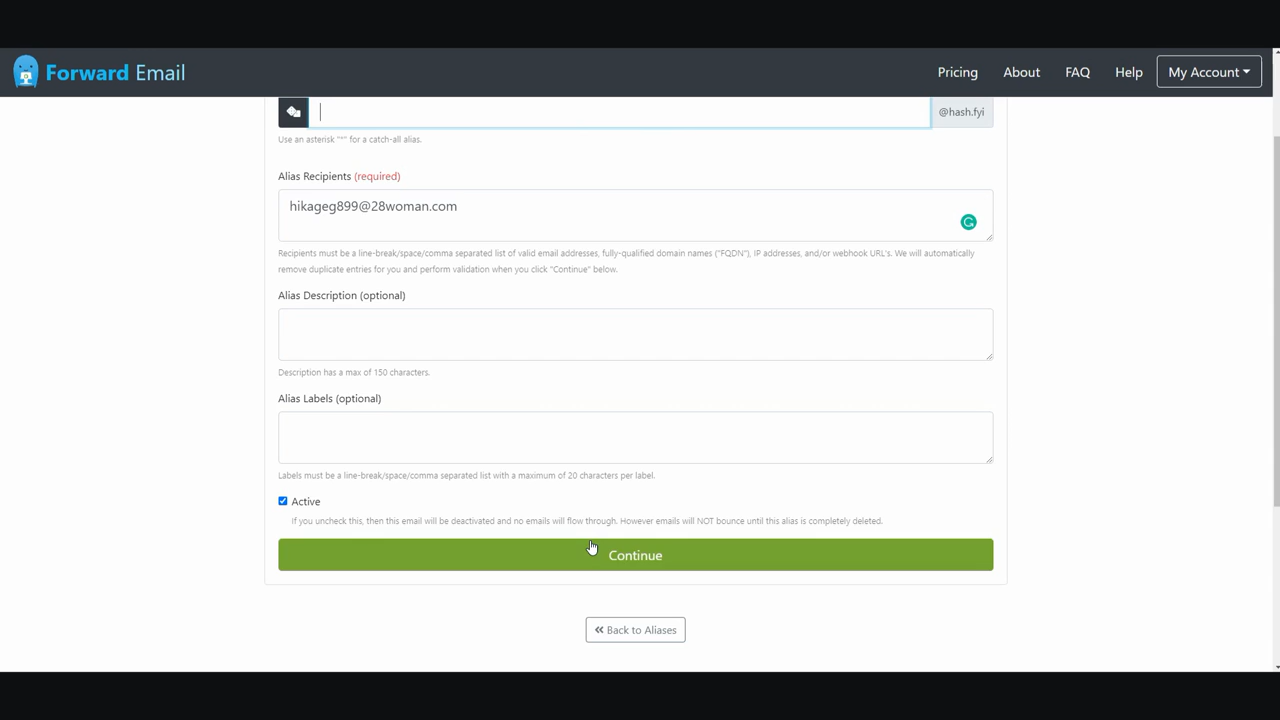 Forward Email
Pricing
About
FAQ
Help
My Account
@hash.fyi
Use an asterisk "*" for a catch-all alias.
Alias Recipients (required)
hikageg899@28woman.com
Recipients must be a line-break/space/comma separated list of valid email addresses, fully-qualified domain names ("FQDN"), IP addresses, and/or webhook URL's. We will automatically
remove duplicate entries for you and perform validation when you click "Continue" below.
Alias Description (optional)
Description has a max of 150 characters.
Alias Labels (optional)
Labels must be a line-break/space/comma separated list with a maximum of 20 characters per label.
Active
If you uncheck this, then this email will be deactivated and no emails will flow through. However emails will NOT bounce until this alias is completely deleted.
Continue
« Back to Aliases